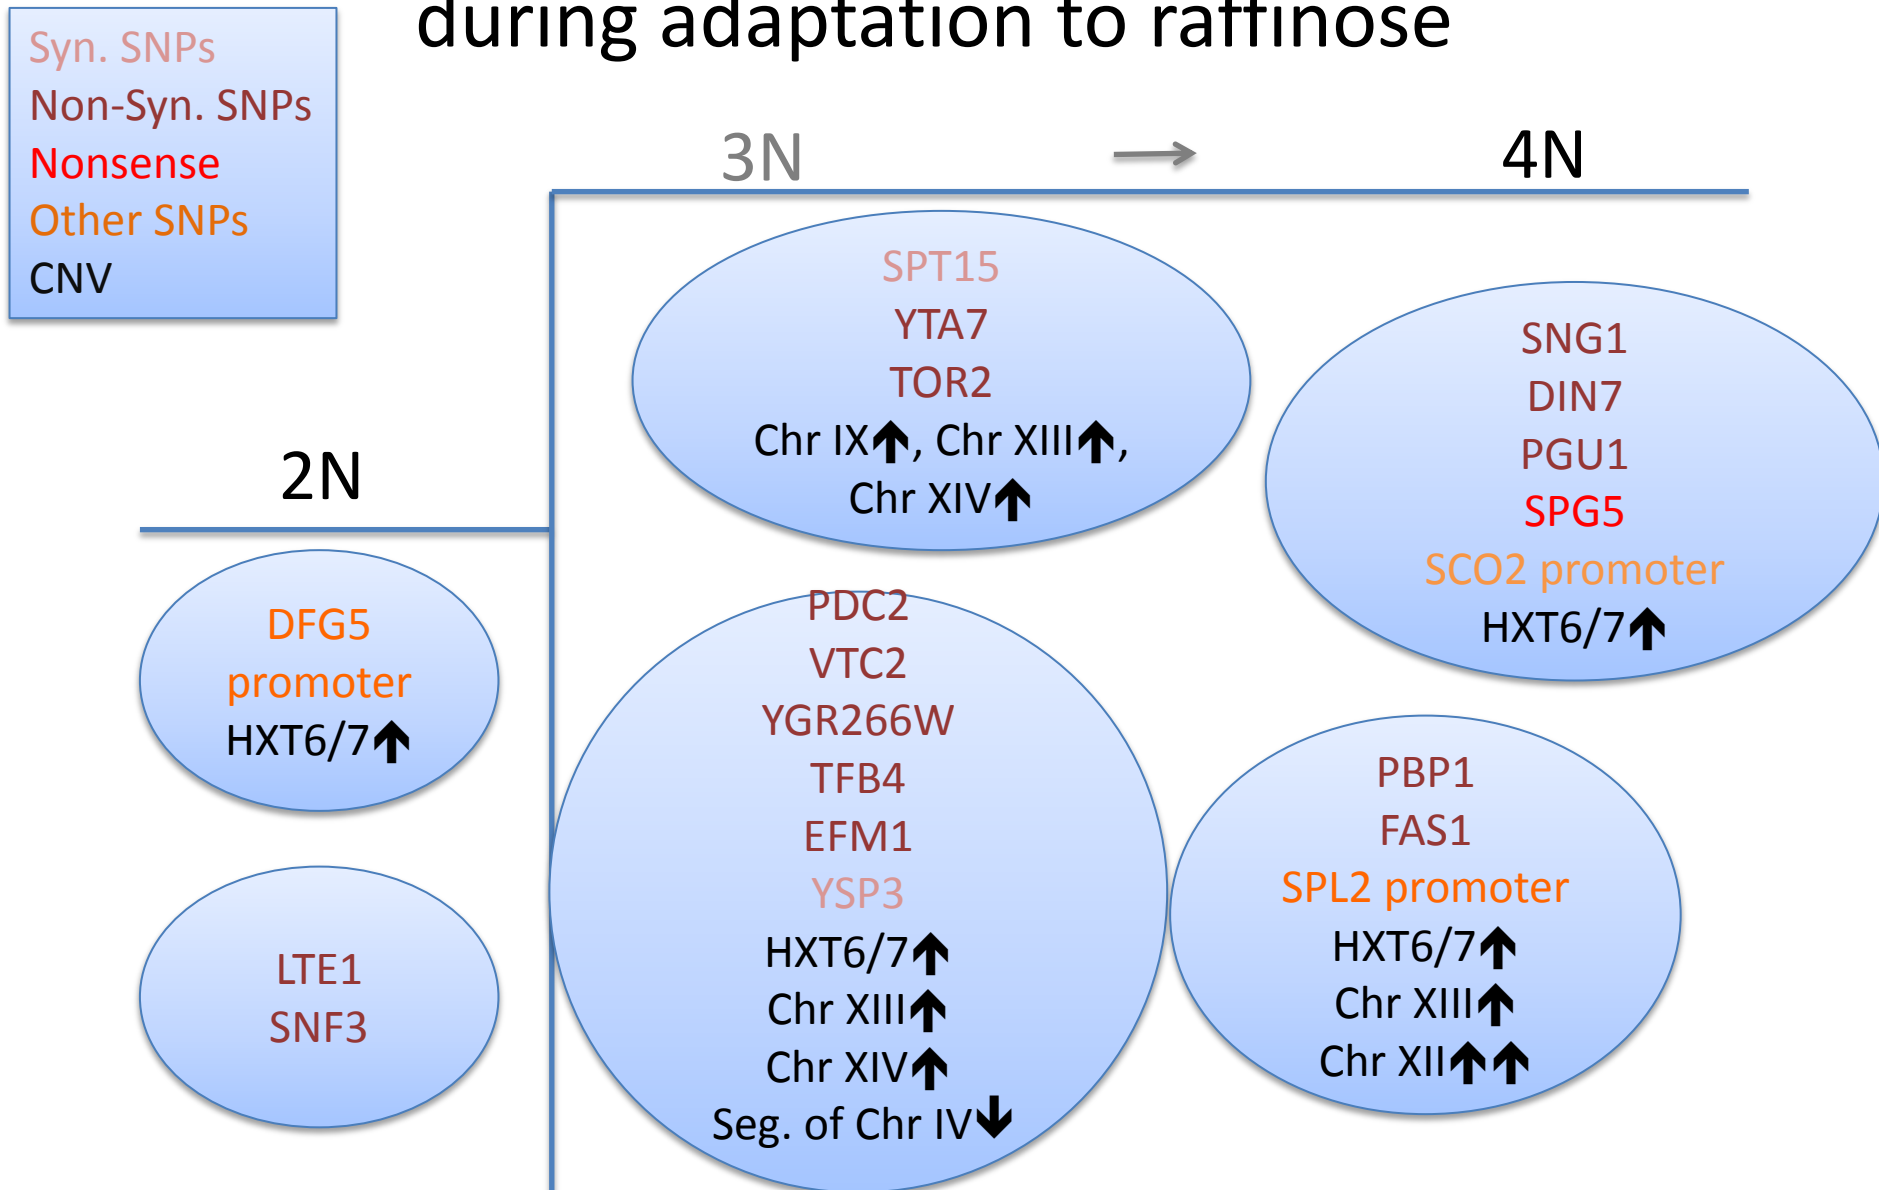 during adaptation to raffinose
Syn. SNPs
Non-Syn. SNPs
Nonsense
Other SNPs
CNV
3N → 4N
2N
SPT15
YTA7
TOR2
Chr IX↑, Chr XIII↑,
Chr XIV↑
SNG1
DIN7
PGU1
SPG5
SCO2 promoter
HXT6/7↑
DFG5
promoter
HXT6/7↑
LTE1
SNF3
PDC2
VTC2
YGR266W
TFB4
EFM1
YSP3
HXT6/7↑
Chr XIII↑
Chr XIV↑
Seg. of Chr IV↓
PBP1
FAS1
SPL2 promoter
HXT6/7↑
Chr XIII↑
Chr XII↑↑